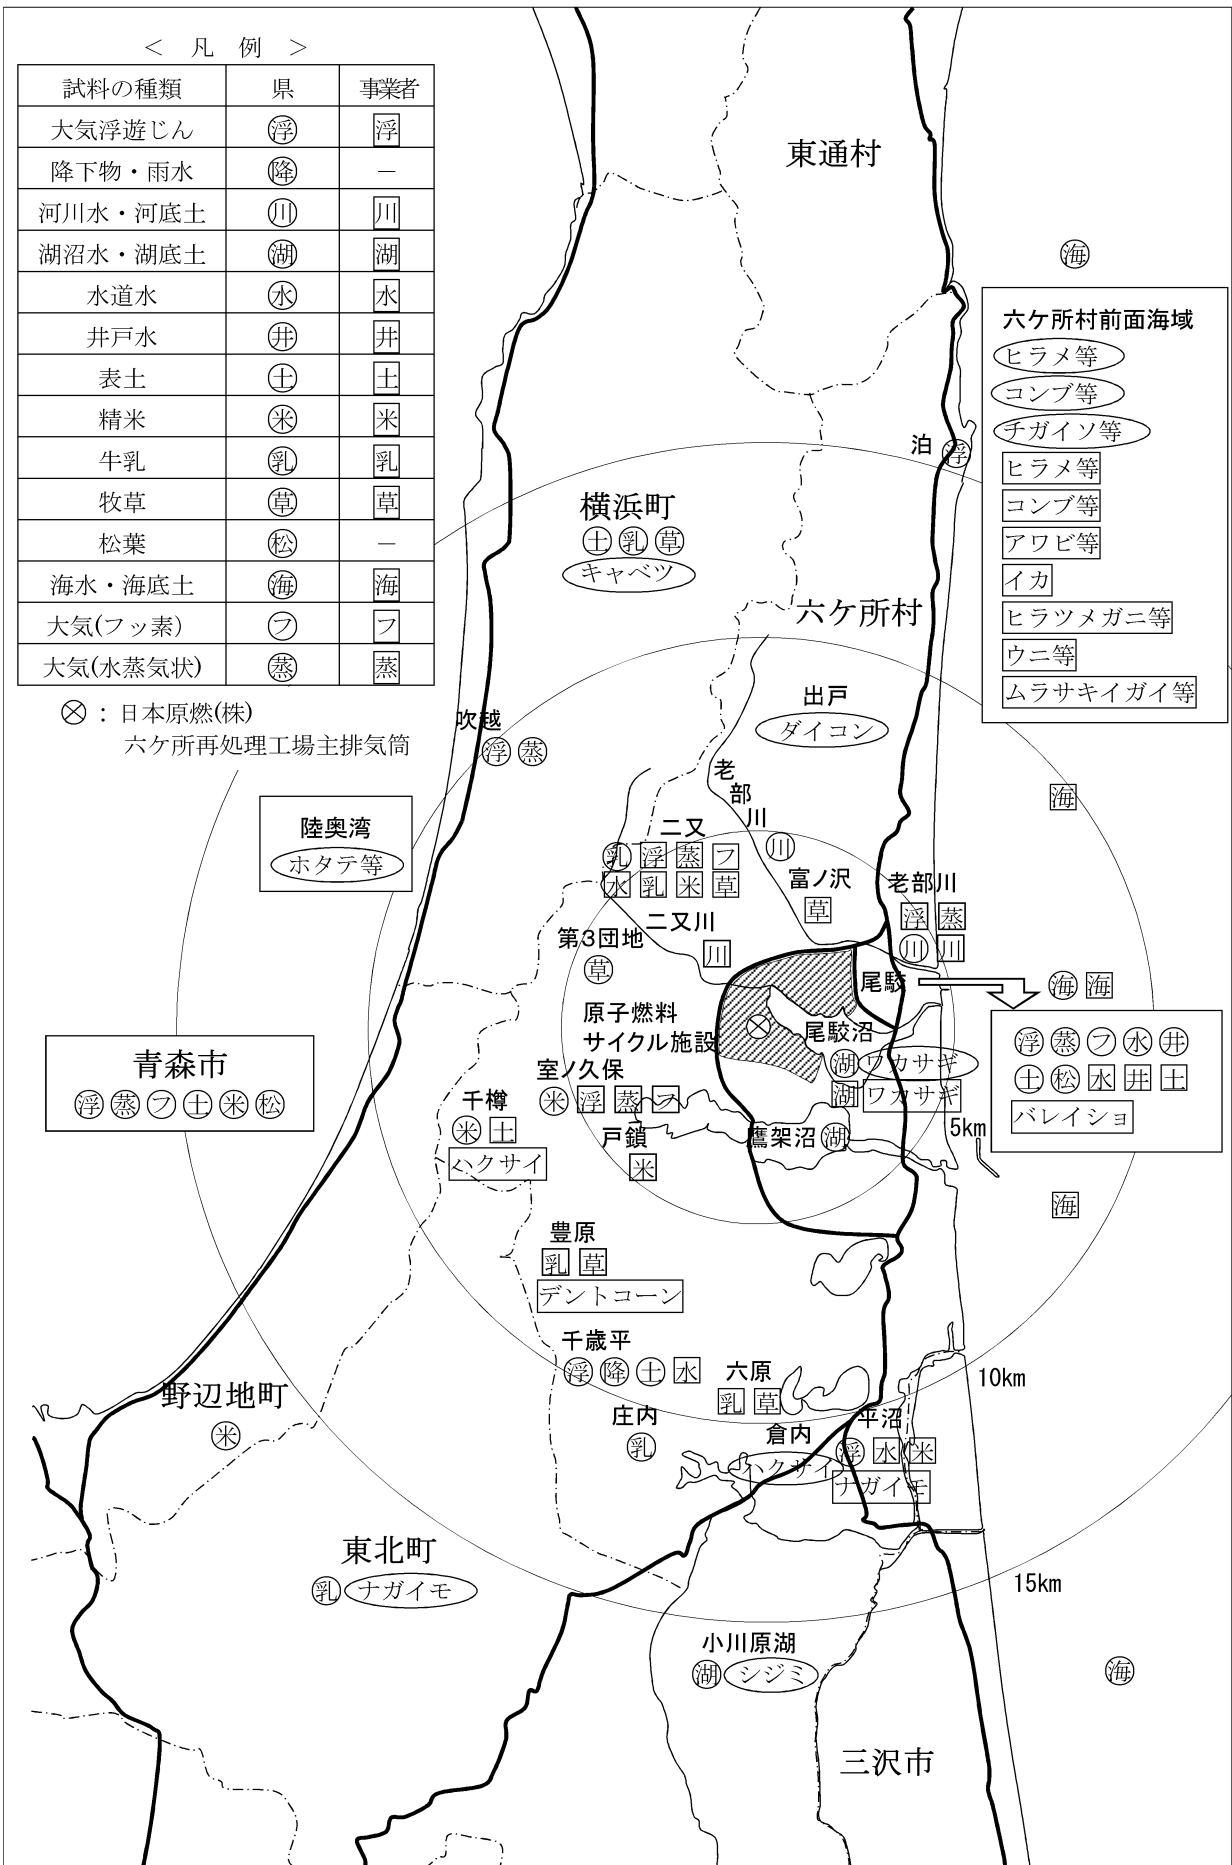 ＜ 凡 例 ＞
試料の種類 県 事業者
大気浮遊じん 浮 浮
降下物・雨水 降 －
河川水・河底土 川 川
湖沼水・湖底土 湖 湖
水道水 水 水
井戸水 井 井
表土 土 土
精米 米 米
牛乳 乳 乳
牧草 草 草
松葉 松 －
海水・海底土 海 海
大気(フッ素) フ フ
大気(水蒸気状) 蒸 蒸
⊗：日本原燃(株)
六ケ所再処理工場主排気筒
東通村
海
六ケ所村前面海域
ヒラメ等
コンブ等
チガイソ等
ヒラメ等
コンブ等
アワビ等
イカ
ヒラツメガニ等
ウニ等
ムラサキイガイ等
泊
浮
横浜町
土 乳 草
キャベツ
六ケ所村
出戸
ダイコン
吹越
浮 蒸
老部川
川
海
陸奥湾
ホタテ等
二又
乳 浮 蒸 フ
水 乳 米 草
富ノ沢
草
老部川
浮 蒸
川 川
二又川
川
第3団地
草
尾駮
海 海
原子燃料
サイクル施設
尾駮沼
湖 ワカサギ
湖 ワカサギ
浮 蒸 フ 水 井
土 松 水 井 土
バレイショ
青森市
浮 蒸 フ 土 米 松
室ノ久保
米 浮 蒸 フ
千樽
米 土
ハクサイ
戸鎖
米
鷹架沼 湖
5km
海
豊原
乳 草
デントコーン
千歳平
浮 降 土 水
六原
乳 草
10km
野辺地町
米
庄内
乳
倉内
ハクサイ
平沼
浮 水 米
ナガイモ
東北町
乳 ナガイモ
15km
小川原湖
湖 シジミ
海
三沢市